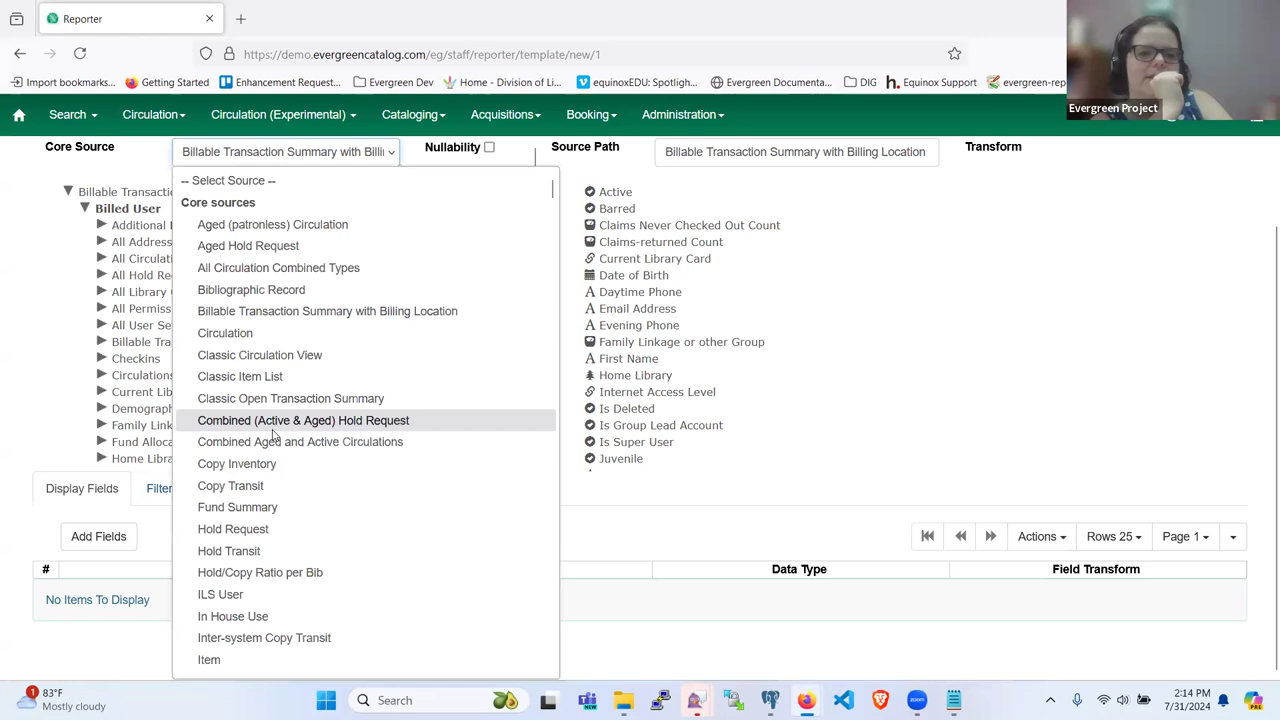 Reporter
https://demo.evergreencatalog.com/eg/staff/reporter/template/new/1
Import bookmarks... Getting Started Enhancement Request... Evergreen Dev Home - Division of Li... equinoxEDU: Spotligh... Evergreen Documenta... DIG Equinox Support
Evergreen Project
Search Circulation Circulation (Experimental) Cataloging Acquisitions Booking Administration
Core Source Billable Transaction Summary with Billi Nullability Source Path Billable Transaction Summary with Billing Location Transform
-- Select Source --
Core sources
Aged (patronless) Circulation
Aged Hold Request
All Circulation Combined Types
Bibliographic Record
Billable Transaction Summary with Billing Location
Circulation
Classic Circulation View
Classic Item List
Classic Open Transaction Summary
Combined (Active & Aged) Hold Request
Combined Aged and Active Circulations
Copy Inventory
Copy Transit
Fund Summary
Hold Request
Hold Transit
Hold/Copy Ratio per Bib
ILS User
In House Use
Inter-system Copy Transit
Item
Billable Transacti
Billed User
Additional
All Address
All Circulat
All Hold Re
All Library
All Permiss
All User Se
Billable Tra
Checkins
Circulations
Current Lib
Demograph
Family Link
Fund Alloca
Home Libra
Active
Barred
Claims Never Checked Out Count
Claims-returned Count
Current Library Card
Date of Birth
Daytime Phone
Email Address
Evening Phone
Family Linkage or other Group
First Name
Home Library
Internet Access Level
Is Deleted
Is Group Lead Account
Is Super User
Juvenile
Display Fields Filter
Add Fields Actions Rows 25 Page 1
# Data Type Field Transform
No Items To Display
1 83°F
Mostly cloudy
Search
2:14 PM
7/31/2024